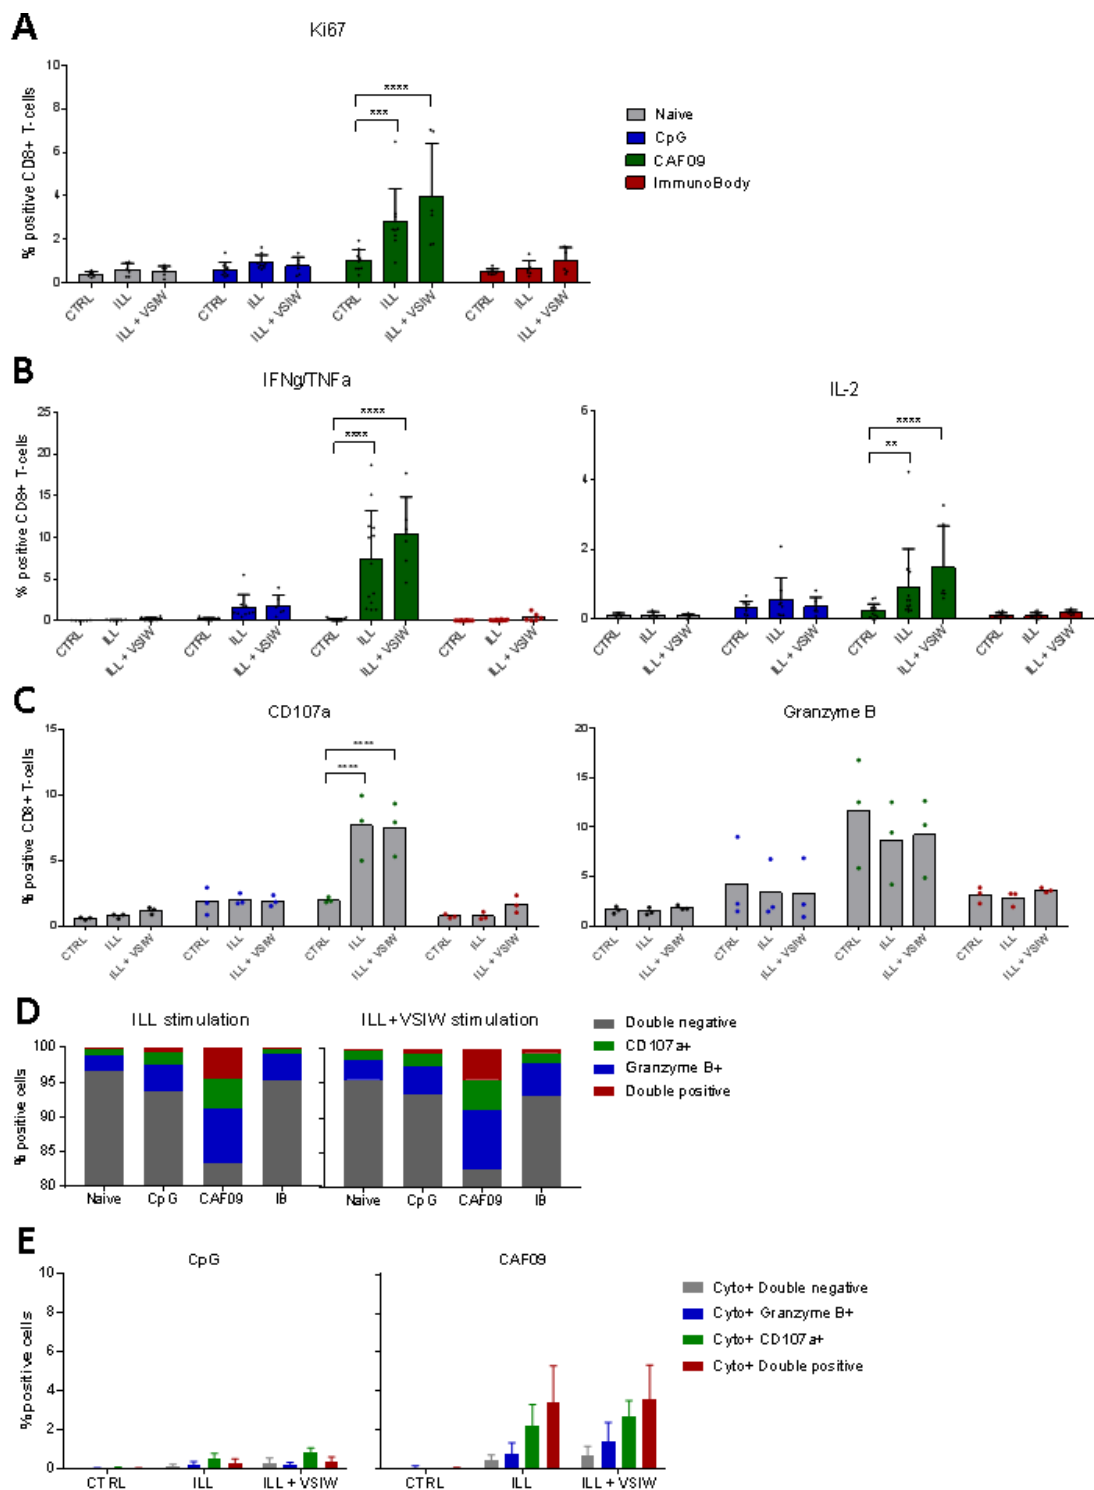 A
Ki67
% positive CD8+ T-cells
10
8
6
4
2
0
****
***
CTRL
ILL
ILL + VSIW
CTRL
ILL
ILL + VSIW
CTRL
ILL
ILL + VSIW
CTRL
ILL
ILL + VSIW
Naive
CpG
CAF09
ImmunoBody
B
IFNg/TNFa
% positive CD8+ T-cells
25
20
15
10
5
0
****
****
CTRL
ILL
ILL + VSIW
CTRL
ILL
ILL + VSIW
CTRL
ILL
ILL + VSIW
CTRL
ILL
ILL + VSIW
IL-2
6
4
2
0
****
**
CTRL
ILL
ILL + VSIW
CTRL
ILL
ILL + VSIW
CTRL
ILL
ILL + VSIW
CTRL
ILL
ILL + VSIW
C
CD107a
% positive CD8+ T-cells
15
10
5
0
****
****
CTRL
ILL
ILL + VSIW
CTRL
ILL
ILL + VSIW
CTRL
ILL
ILL + VSIW
CTRL
ILL
ILL + VSIW
Granzyme B
20
15
10
5
0
CTRL
ILL
ILL + VSIW
CTRL
ILL
ILL + VSIW
CTRL
ILL
ILL + VSIW
CTRL
ILL
ILL + VSIW
D
ILL stimulation
% positive cells
100
95
90
85
80
Naive
CpG
CAF09
IB
ILL+VSIW stimulation
Naive
CpG
CAF09
IB
Double negative
CD107a+
Granzyme B+
Double positive
E
CpG
% positive cells
10
8
6
4
2
0
CTRL
ILL
ILL + VSIW
CAF09
CTRL
ILL
ILL + VSIW
Cyto+ Double negative
Cyto+ Granzyme B+
Cyto+ CD107a+
Cyto+ Double positive